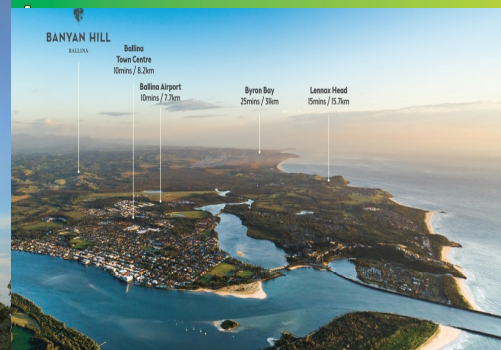 BANYAN HILL
BALLINA
Ballina
Town Centre
10mins / 8.2km
Ballina Airport
10mins / 7.7km
Byron Bay
25mins / 31km
Lennox Head
15mins / 15.7km